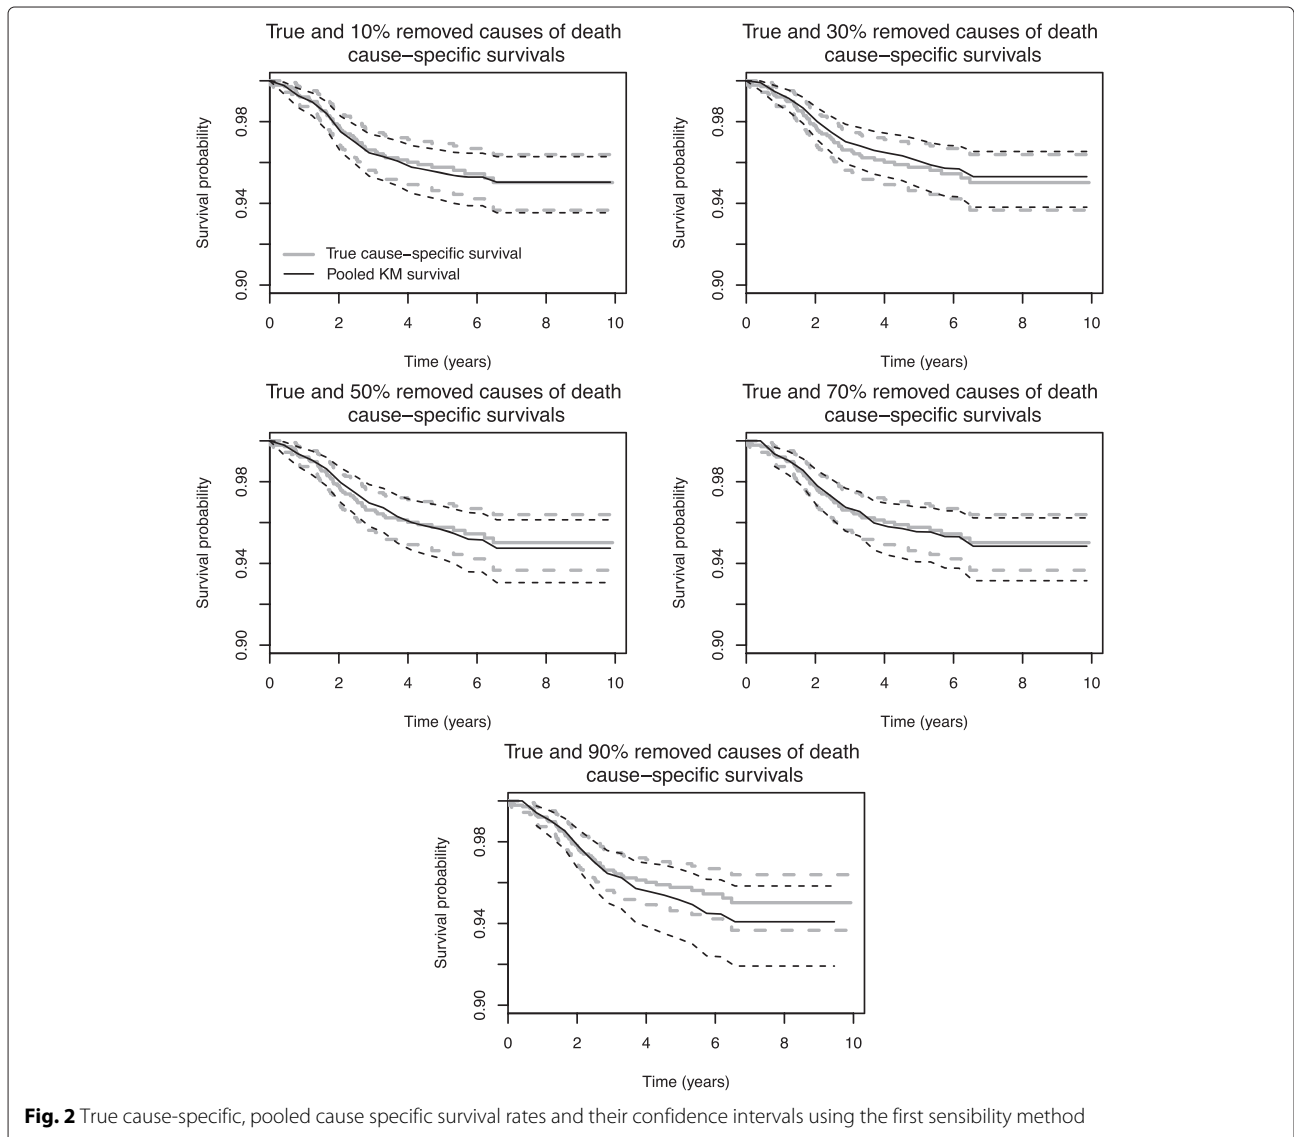 True and 10% removed causes of death
cause–specific survivals
Survival probability
0.98
0.94
0.90
True cause–specific survival
Pooled KM survival
0 2 4 6 8 10
Time (years)
True and 30% removed causes of death
cause–specific survivals
Survival probability
0.98
0.94
0.90
0 2 4 6 8 10
Time (years)
True and 50% removed causes of death
cause–specific survivals
Survival probability
0.98
0.94
0.90
0 2 4 6 8 10
Time (years)
True and 70% removed causes of death
cause–specific survivals
Survival probability
0.98
0.94
0.90
0 2 4 6 8 10
Time (years)
True and 90% removed causes of death
cause–specific survivals
Survival probability
0.98
0.94
0.90
0 2 4 6 8 10
Time (years)
Fig. 2 True cause-specific, pooled cause specific survival rates and their confidence intervals using the first sensibility method